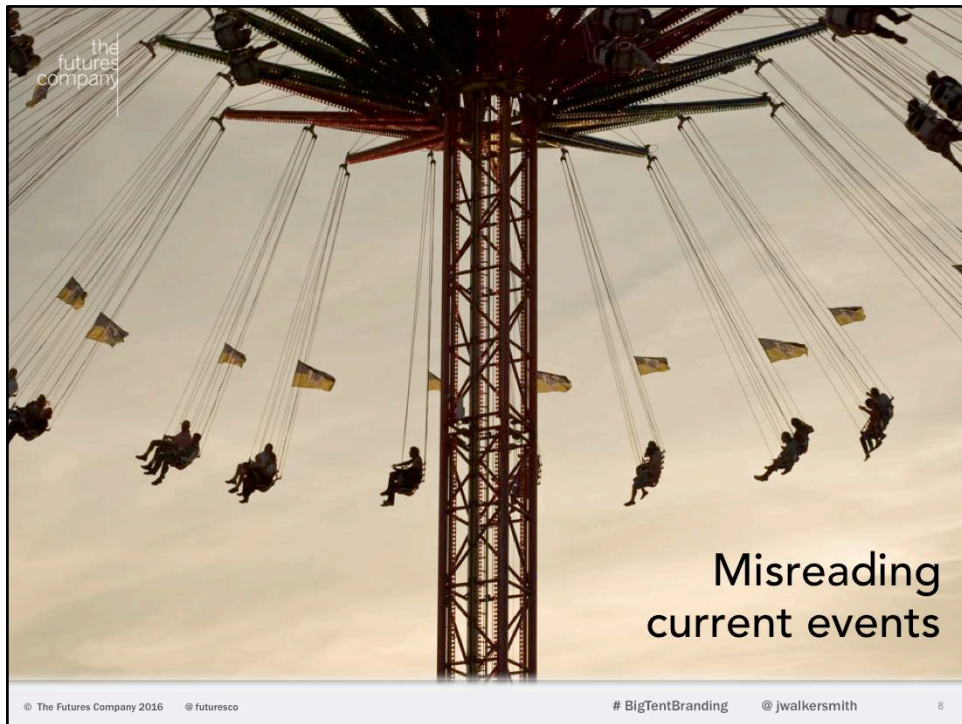 the
futures
company
Misreading
current events
© The Futures Company 2016 @ futuresco # BigTentBranding @ jwalkersmith 8